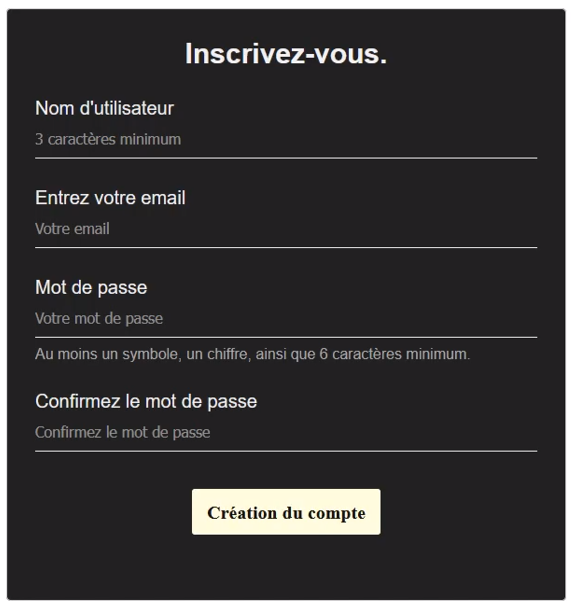 Inscrivez-vous.
Nom d'utilisateur
3 caractères minimum
Entrez votre email
Votre email
Mot de passe
Votre mot de passe
Au moins un symbole, un chiffre, ainsi que 6 caractères minimum.
Confirmez le mot de passe
Confirmez le mot de passe
Création du compte